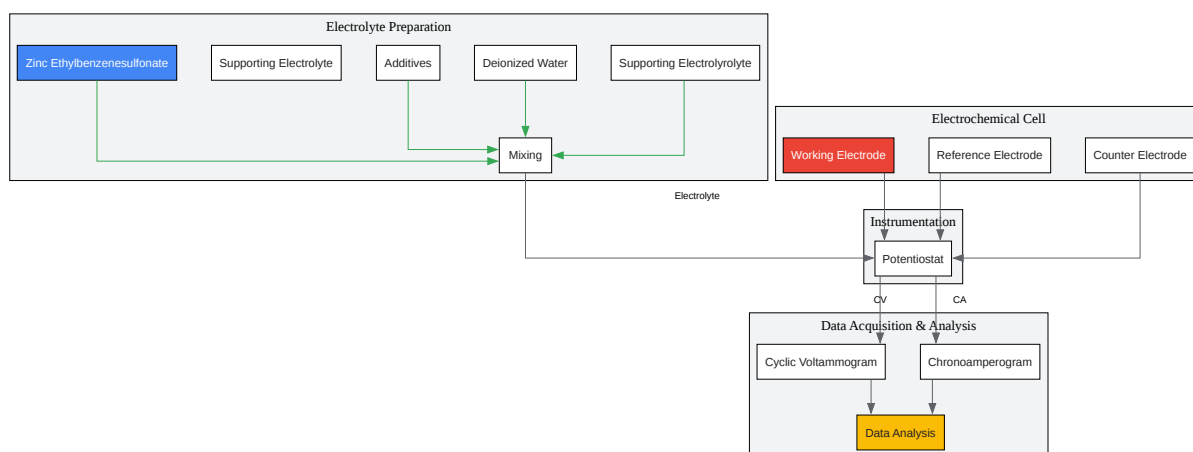 Electrolyte Preparation
Zinc Ethylbenzenesulfonate
Supporting Electrolyte
Additives
Deionized Water
Supporting Electrolyrolyte
Mixing
Electrochemical Cell
Working Electrode
Reference Electrode
Counter Electrode
Electrolyte
Instrumentation
Potentiostat
CV
CA
Data Acquisition & Analysis
Cyclic Voltammogram
Chronoamperogram
Data Analysis